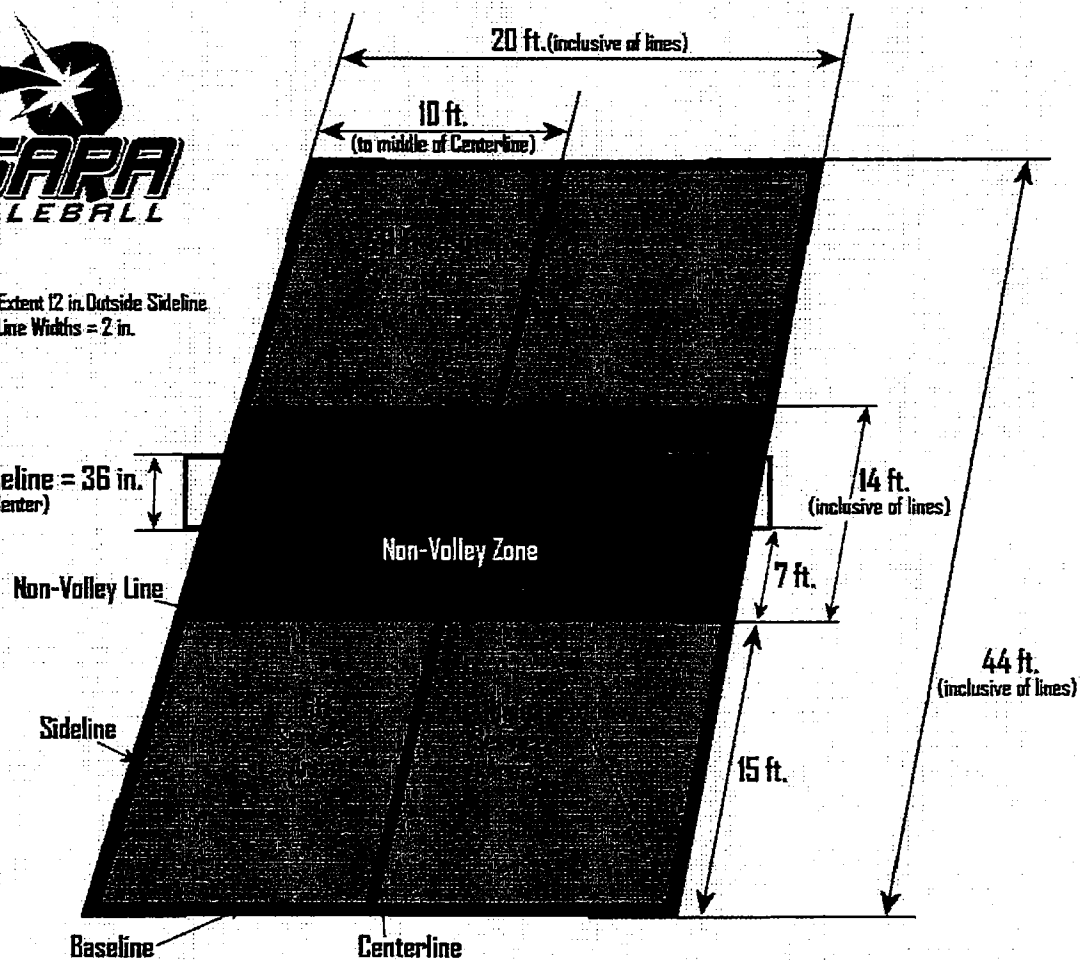 20 ft.(inclusive of lines)
10 ft.
(to middle of Centerline)
SAPA
LEBALL
Extent 12 in. Outside Sideline
Line Widths = 2 in.
eline = 36 in.
enter)
14 ft.
(inclusive of lines)
Non-Volley Zone
7 ft.
Non-Volley Line
44 ft.
(inclusive of lines)
Sideline
15 ft.
Baseline
Centerline